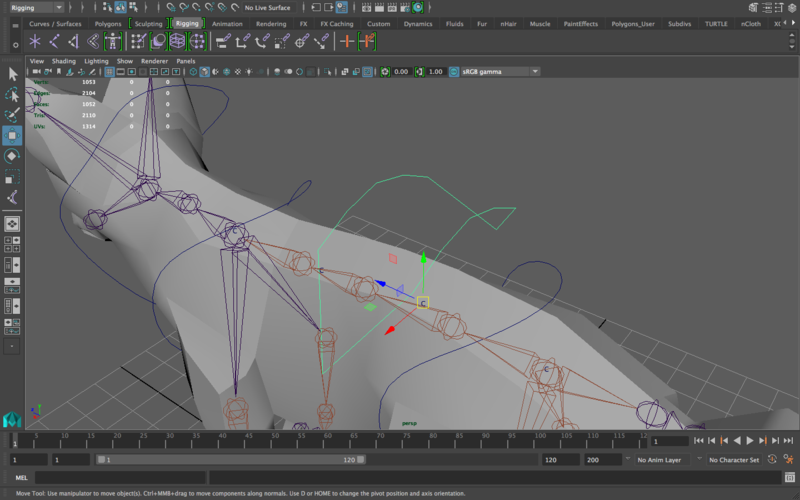 Rigging
No Live Surface
Curves / Surfaces Polygons Sculpting Rigging Animation Rendering FX FX Caching Custom Dynamics Fluids Fur nHair Muscle PaintEffects Polygons_User Subdivs TURTLE nCloth
View Shading Lighting Show Renderer Panels
0.00 1.00 sRGB gamma
Verts: 1053 0 0
Edges: 2104 0 0
Faces: 1052 0 0
Tris: 2110 0 0
UVs: 1314 0 0
C
C
C
C
persp
5 10 15 20 25 30 35 40 45 50 55 60 65 70 75 80 85 90 95 100 105 110 115 12
1 1
1 1 1 120 120 200 No Anim Layer No Character Set
MEL
Move Tool: Use manipulator to move object(s). Ctrl+MMB+drag to move components along normals. Use D or HOME to change the pivot position and axis orientation.